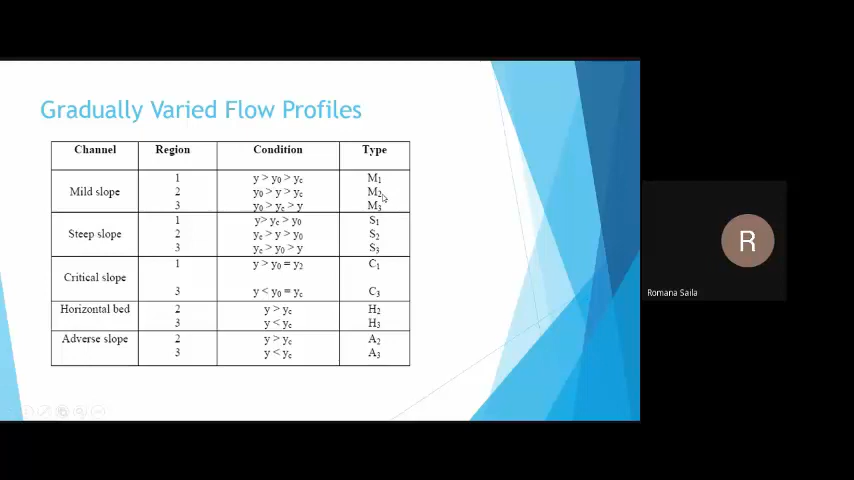 Gradually Varied Flow Profiles
Channel Region Condition Type
Mild slope
1 y > y0 > yc M1
2 y0 > y > yc M2
3 y0 > yc > y M3
Steep slope
1 y> yc > y0 S1
2 yc > y > y0 S2
3 yc > y0 > y S3
Critical slope
1 y > y0 = y2 C1
3 y < y0 = yc C3
Horizontal bed
2 y > yc H2
3 y < yc H3
Adverse slope
2 y > yc A2
3 y < yc A3
R
Romana Saila